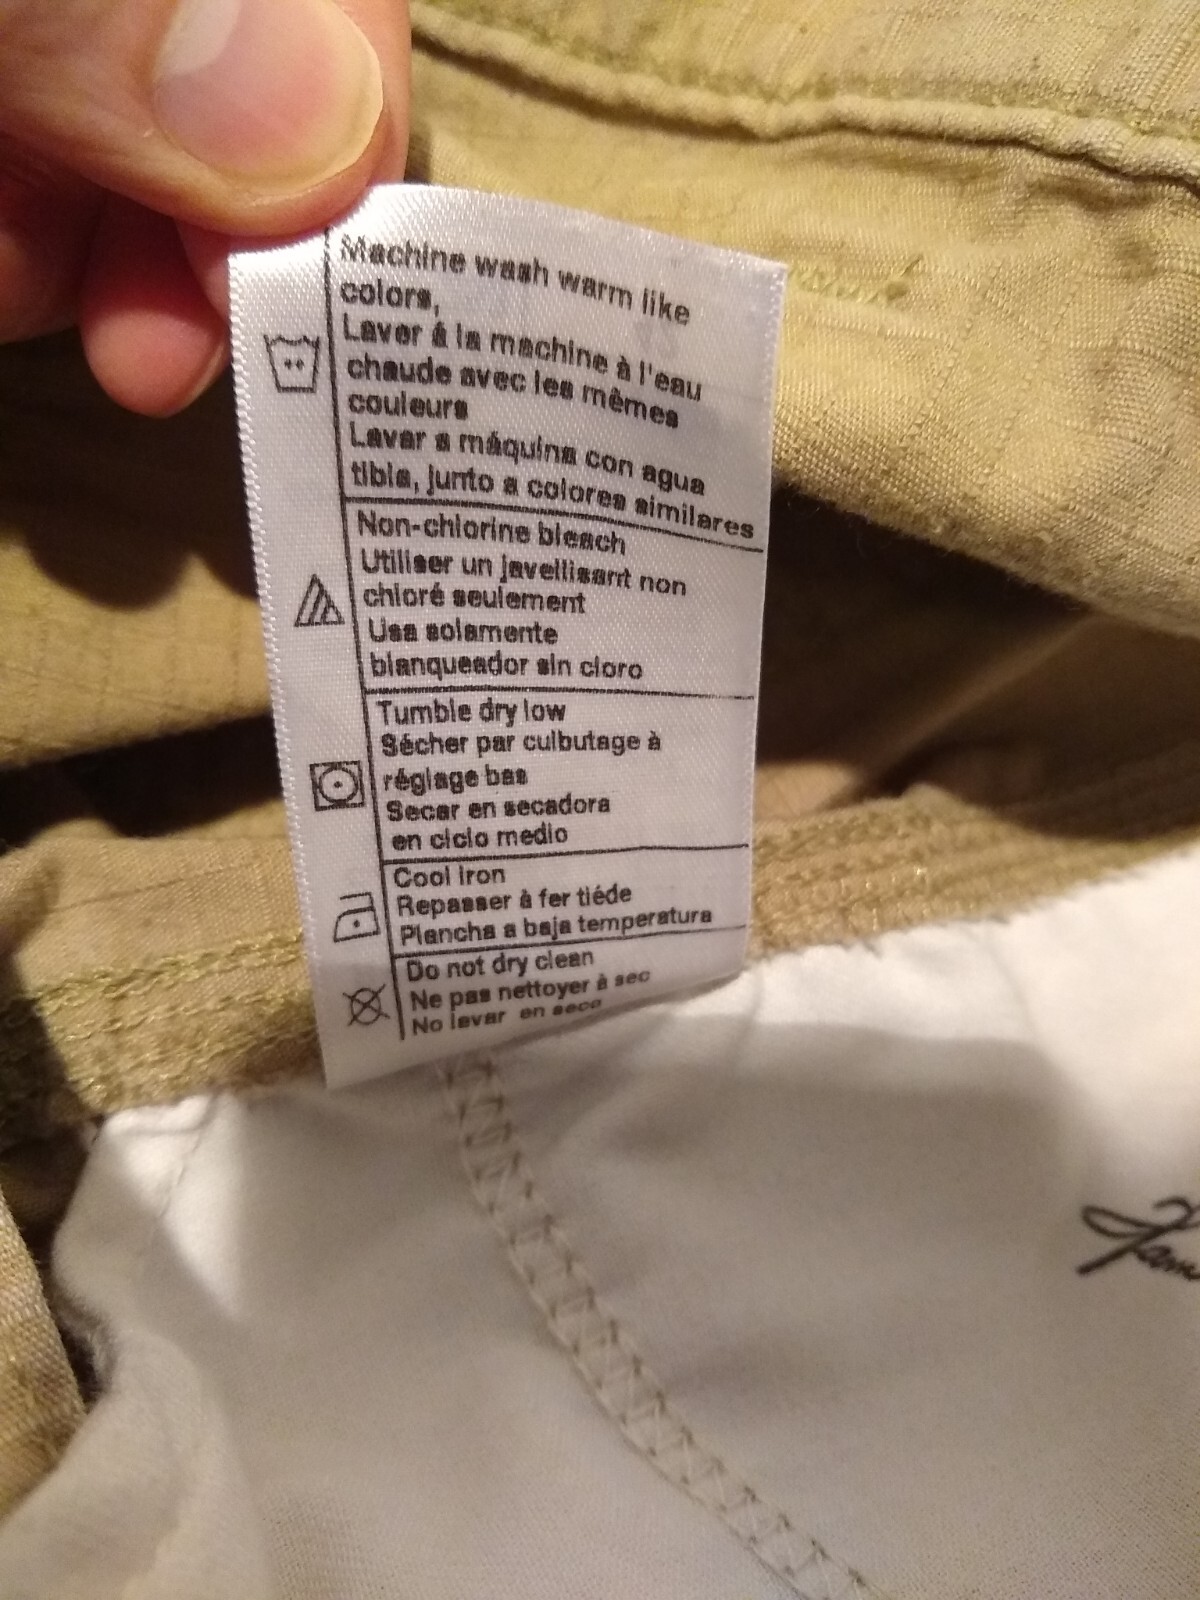 Machine wash warm like
colors,
Laver á la machine à l'eau
chaude avec les mêmes
couleurs
Lavar a máquina con agua
tibia, junto a colores similares
Non-chlorine bleach
Utiliser un javellisant non
chloré seulement
Usa solamente
blanqueador sin cloro
Tumble dry low
Sécher par culbutage à
réglage bas
Secar en secadora
en ciclo medio
Cool Iron
Repasser à fer tiéde
Plancha a baja temperatura
Do not dry clean
Ne pas nettoyer à sec
No lavar en seco